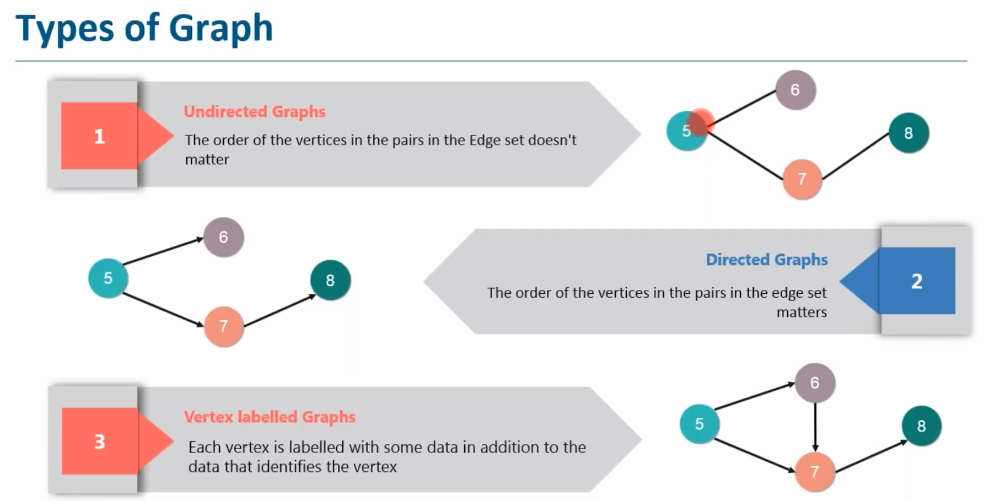 Types of Graph
1
Undirected Graphs
The order of the vertices in the pairs in the Edge set doesn't
matter
6
5
8
7
6
5
8
7
Directed Graphs
The order of the vertices in the pairs in the edge set
matters
2
3
Vertex labelled Graphs
Each vertex is labelled with some data in addition to the
data that identifies the vertex
6
5
8
7